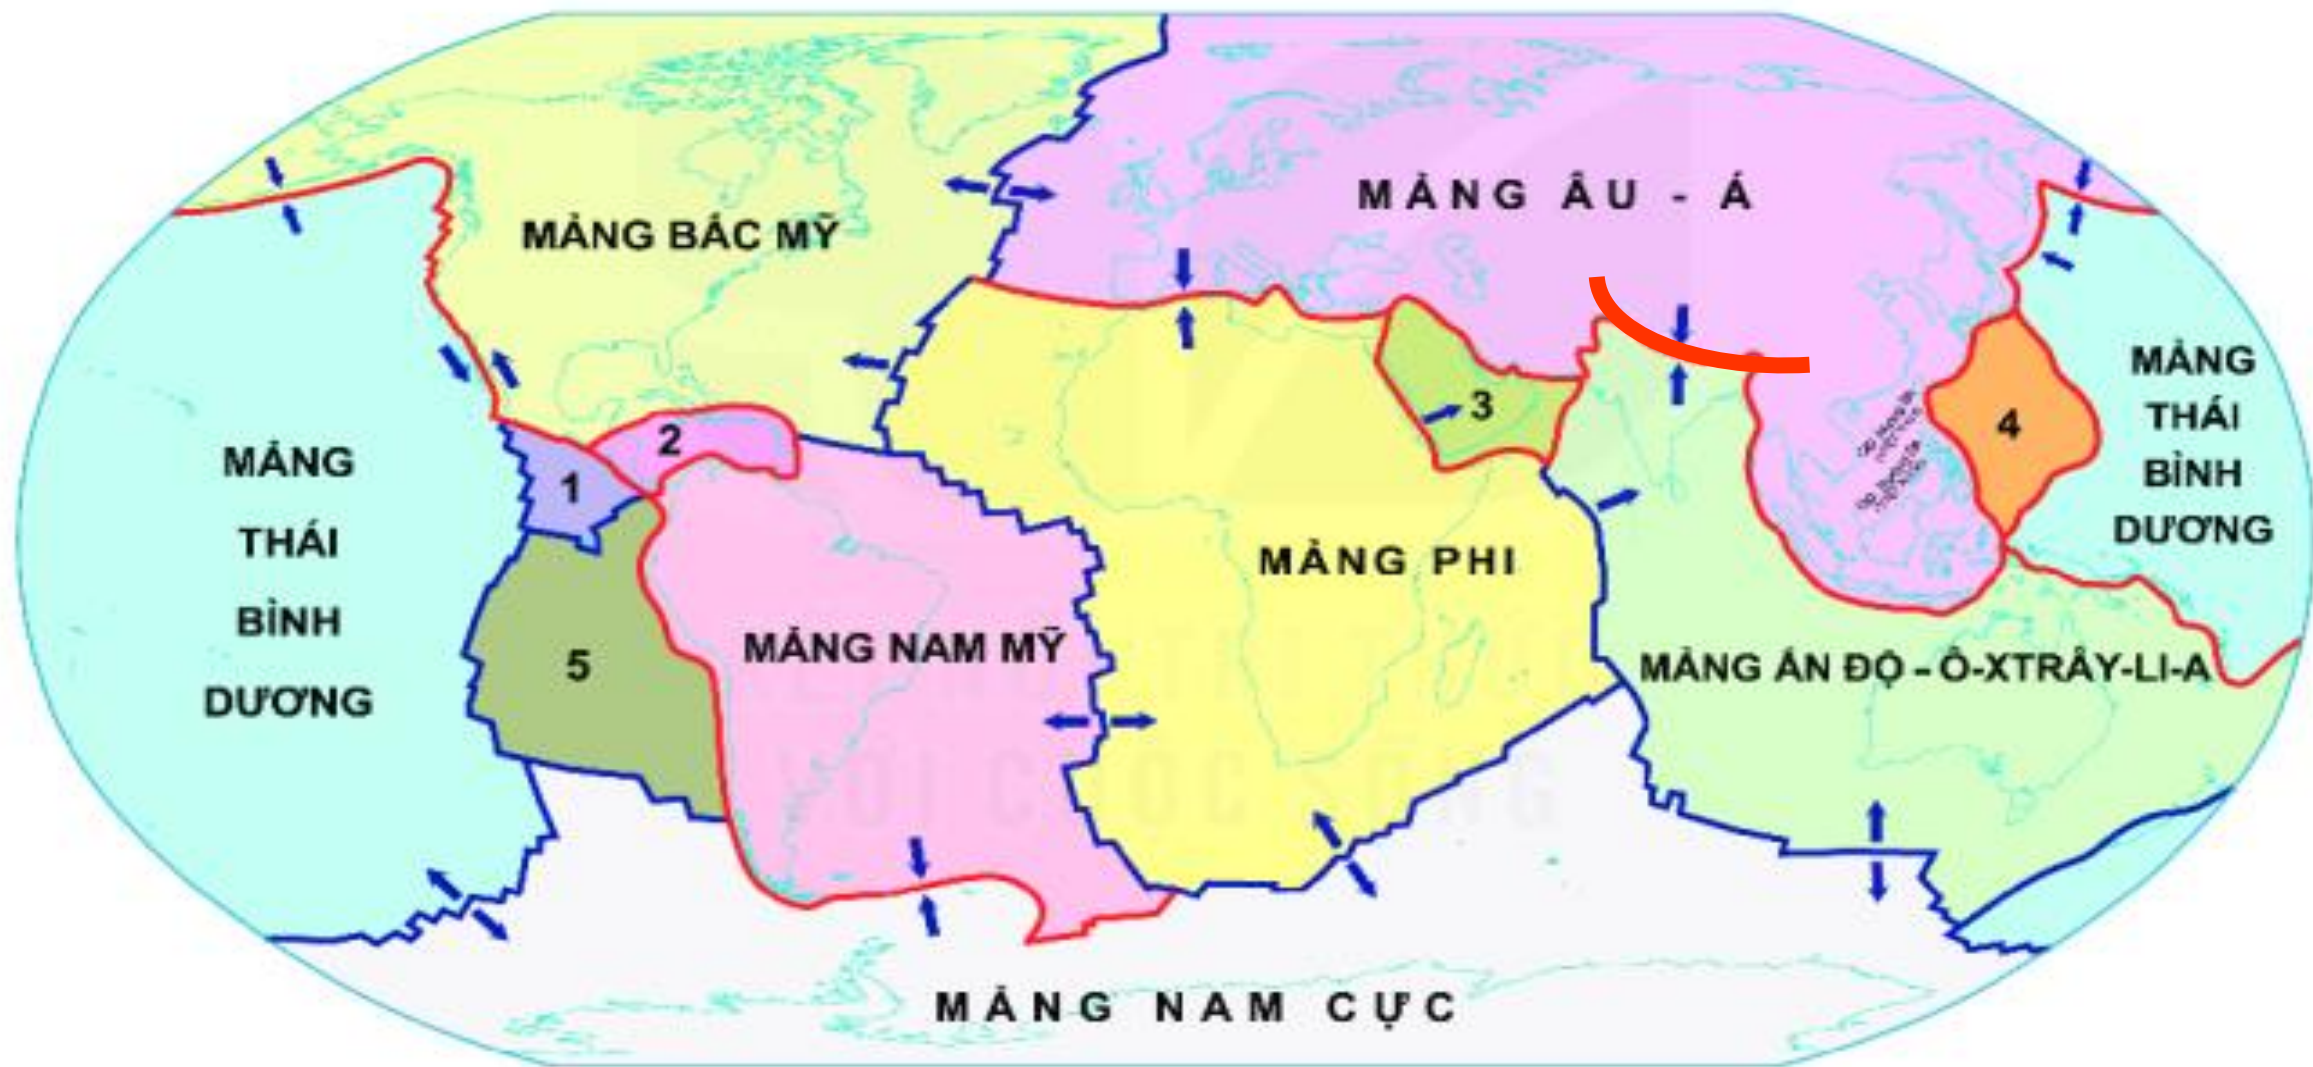 MẢNG BẮC MỸ
MẢNG ÂU - Á
MẢNG
THÁI
BÌNH
DƯƠNG
1
2
3
4
5
MẢNG PHI
MẢNG NAM MỸ
MẢNG ẤN ĐỘ - Ô-XTRÂY-LI-A
MẢNG
THÁI
BÌNH
DƯƠNG
MẢNG NAM CỰC